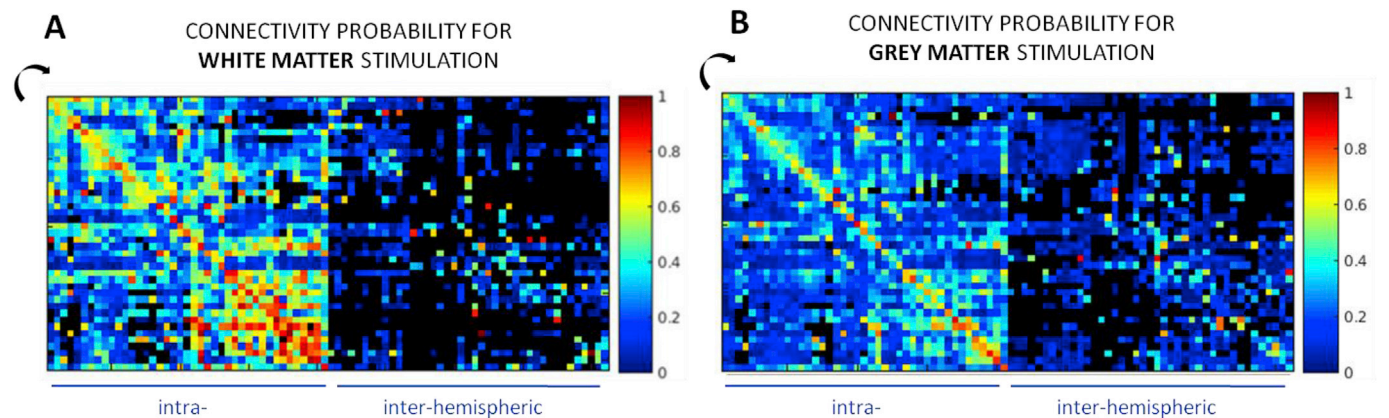 A
CONNECTIVITY PROBABILITY FOR
WHITE MATTER STIMULATION
1
0.8
0.6
0.4
0.2
0
intra-
inter-hemispheric
B
CONNECTIVITY PROBABILITY FOR
GREY MATTER STIMULATION
1
0.8
0.6
0.4
0.2
0
intra-
inter-hemispheric